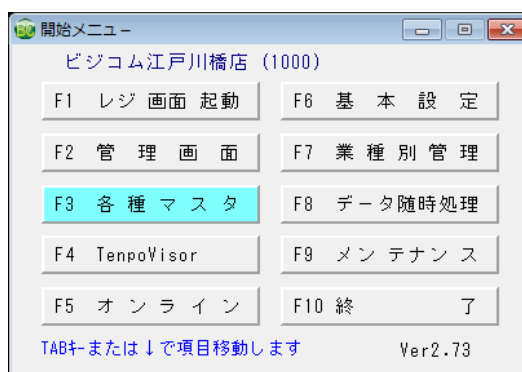 開始メニュー
ビジコム江戸川橋店 (1000)
F1 レジ 画面 起動
F2 管 理 画 面
F3 各 種 マ ス タ
F4 TenpoVisor
F5 オ ン ラ イ ン
F6 基 本 設 定
F7 業 種 別 管 理
F8 データ随時処理
F9 メン テナン ス
F10 終 了
TABキーまたは↓で項目移動します
Ver2.73